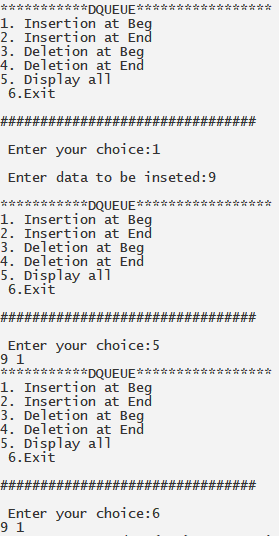 ***********DQUEUE*****************
1. Insertion at Beg
2. Insertion at End
3. Deletion at Beg
4. Deletion at End
5. Display all
6.Exit
################################
Enter your choice:1
Enter data to be inseted:9
***********DQUEUE*****************
1. Insertion at Beg
2. Insertion at End
3. Deletion at Beg
4. Deletion at End
5. Display all
6.Exit
################################
Enter your choice:5
9 1
***********DQUEUE*****************
1. Insertion at Beg
2. Insertion at End
3. Deletion at Beg
4. Deletion at End
5. Display all
6.Exit
################################
Enter your choice:6
9 1